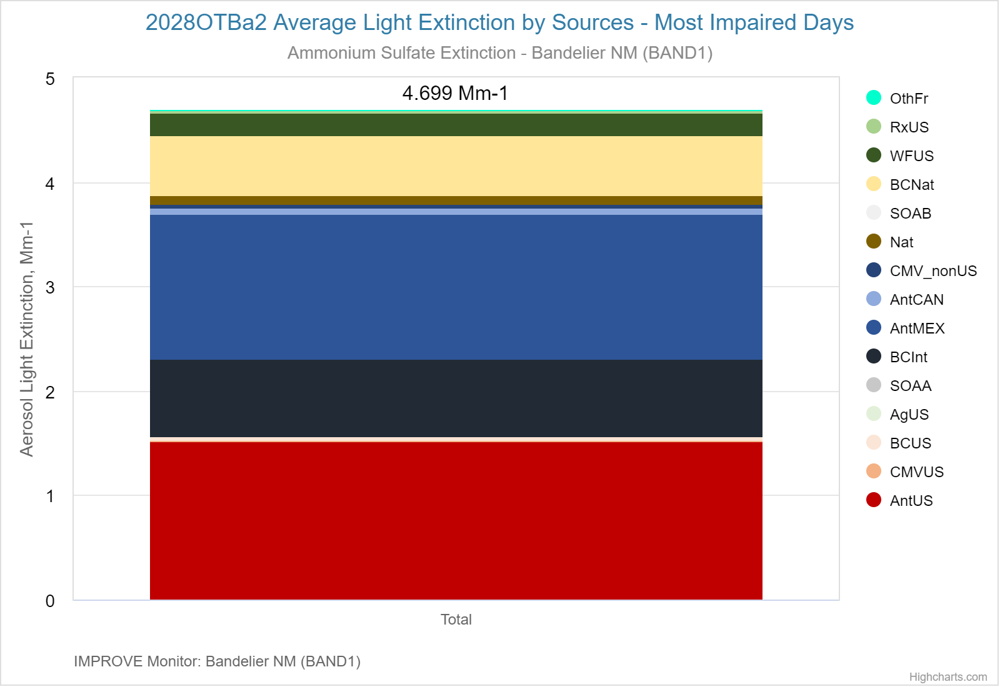 2028OTBa2 Average Light Extinction by Sources - Most Impaired Days
Ammonium Sulfate Extinction - Bandelier NM (BAND1)
4.699 Mm-1
5
4
3
2
1
0
Aerosol Light Extinction, Mm-1
Total
OthFr
RxUS
WFUS
BCNat
SOAB
Nat
CMV_nonUS
AntCAN
AntMEX
BCInt
SOAA
AgUS
BCUS
CMVUS
AntUS
IMPROVE Monitor: Bandelier NM (BAND1)
Highcharts.com